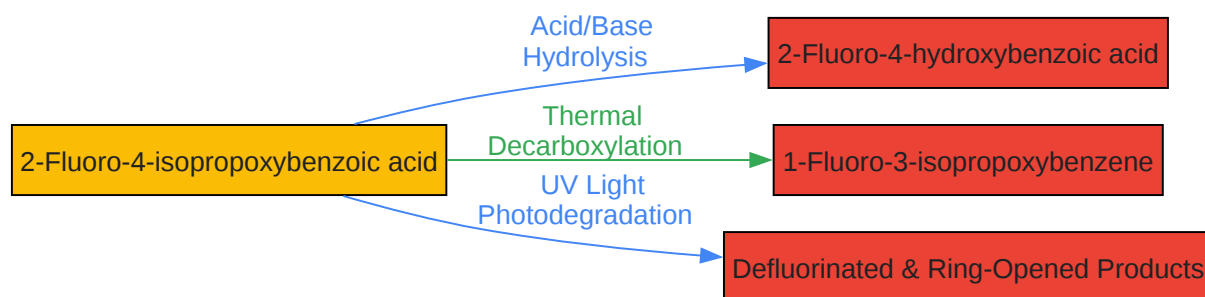 Acid/Base
Hydrolysis
2-Fluoro-4-hydroxybenzoic acid
2-Fluoro-4-isopropoxybenzoic acid
Thermal
Decarboxylation
1-Fluoro-3-isopropoxybenzene
UV Light
Photodegradation
Defluorinated & Ring-Opened Products